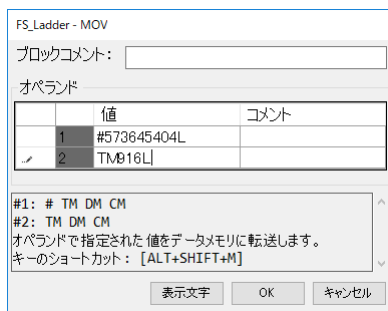 FS_Ladder - MOV
ブロックコメント:
オペランド
値 コメント
1 #573645404L
2 TM916L
#1: # TM DM CM
#2: TM DM CM
オペランドで指定された値をデータメモリに転送します。
キーのショートカット: [ALT+SHIFT+M]
表示文字 OK キャンセル